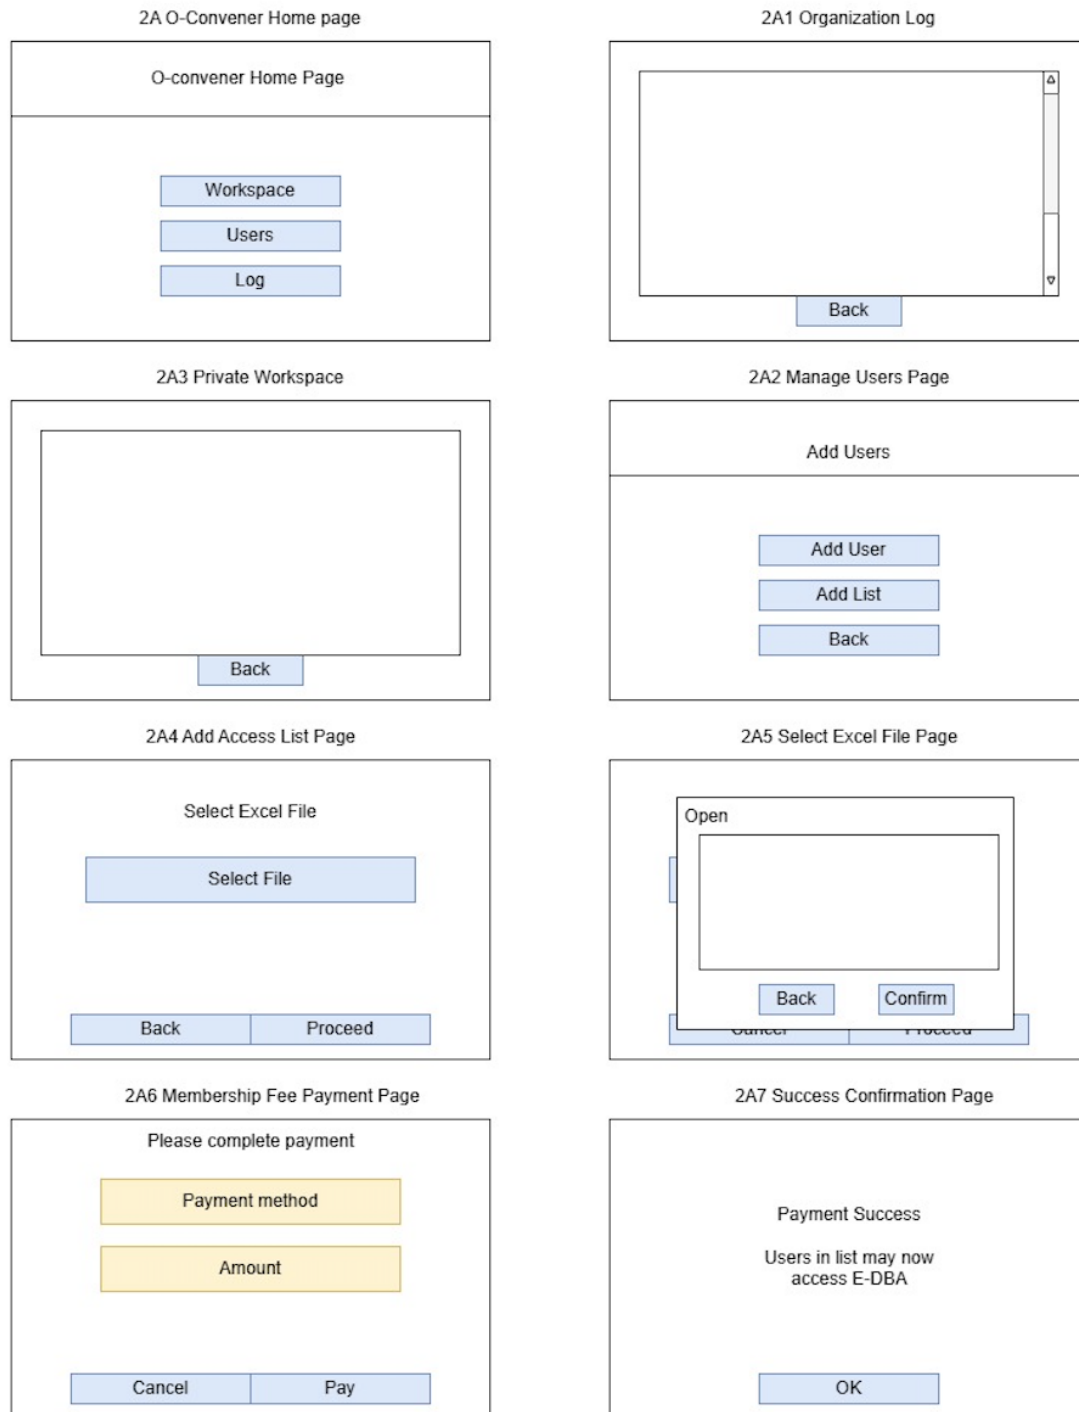 2A O-Convener Home page
O-convener Home Page
Workspace
Users
Log
2A1 Organization Log
Back
2A3 Private Workspace
Back
2A2 Manage Users Page
Add Users
Add User
Add List
Back
2A4 Add Access List Page
Select Excel File
Select File
Back
Proceed
2A5 Select Excel File Page
Open
Back
Confirm
Cancel
Proceed
2A6 Membership Fee Payment Page
Please complete payment
Payment method
Amount
Cancel
Pay
2A7 Success Confirmation Page
Payment Success
Users in list may now
access E-DBA
OK